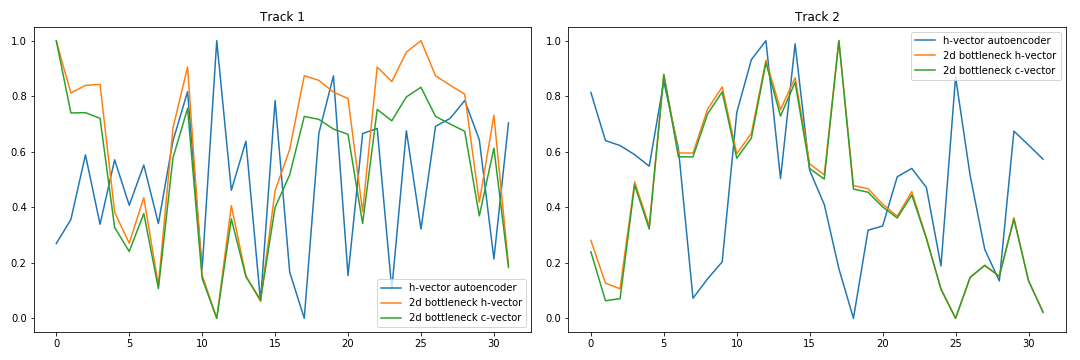 Track 1
1.0
0.8
0.6
0.4
0.2
0.0
0 5 10 15 20 25 30
h-vector autoencoder
2d bottleneck h-vector
2d bottleneck c-vector
Track 2
1.0
0.8
0.6
0.4
0.2
0.0
0 5 10 15 20 25 30
h-vector autoencoder
2d bottleneck h-vector
2d bottleneck c-vector